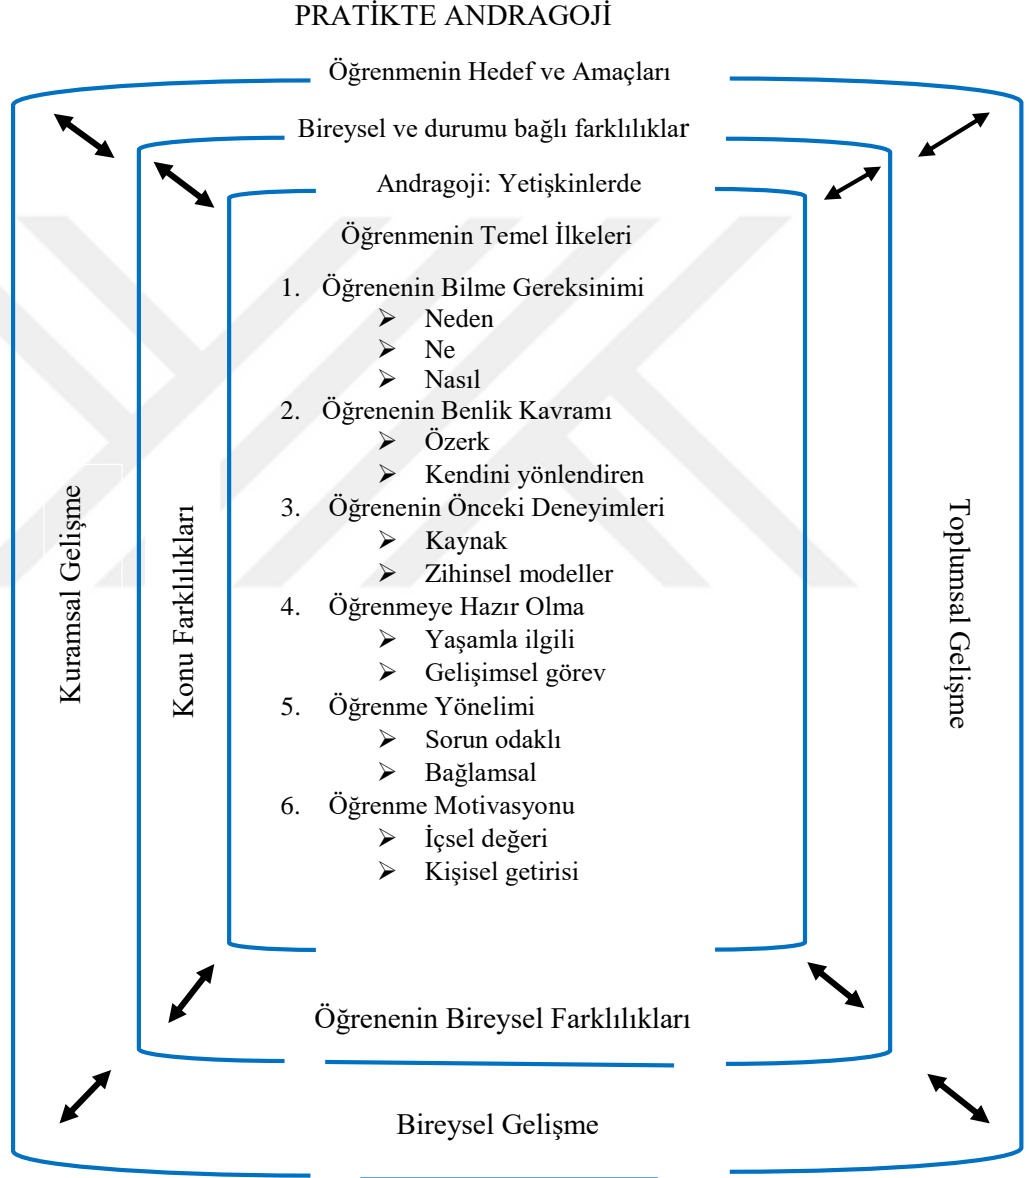 PRATİKTE ANDRAGOJİ
Öğrenmenin Hedef ve Amaçları
Bireysel ve durumu bağlı farklılıklar
Andragoji: Yetişkinlerde
Öğrenmenin Temel İlkeleri
1. Öğrenenin Bilme Gereksinimi
➢ Neden
➢ Ne
➢ Nasıl
2. Öğrenenin Benlik Kavramı
➢ Özerk
➢ Kendini yönlendiren
3. Öğrenenin Önceki Deneyimleri
➢ Kaynak
➢ Zihinsel modeller
4. Öğrenmeye Hazır Olma
➢ Yaşamla ilgili
➢ Gelişimsel görev
5. Öğrenme Yönelimi
➢ Sorun odaklı
➢ Bağlamsal
6. Öğrenme Motivasyonu
➢ İçsel değeri
➢ Kişisel getirisi
Kuramsal Gelişme
Konu Farklılıkları
Toplumsal Gelişme
Öğrenenin Bireysel Farklılıkları
Bireysel Gelişme